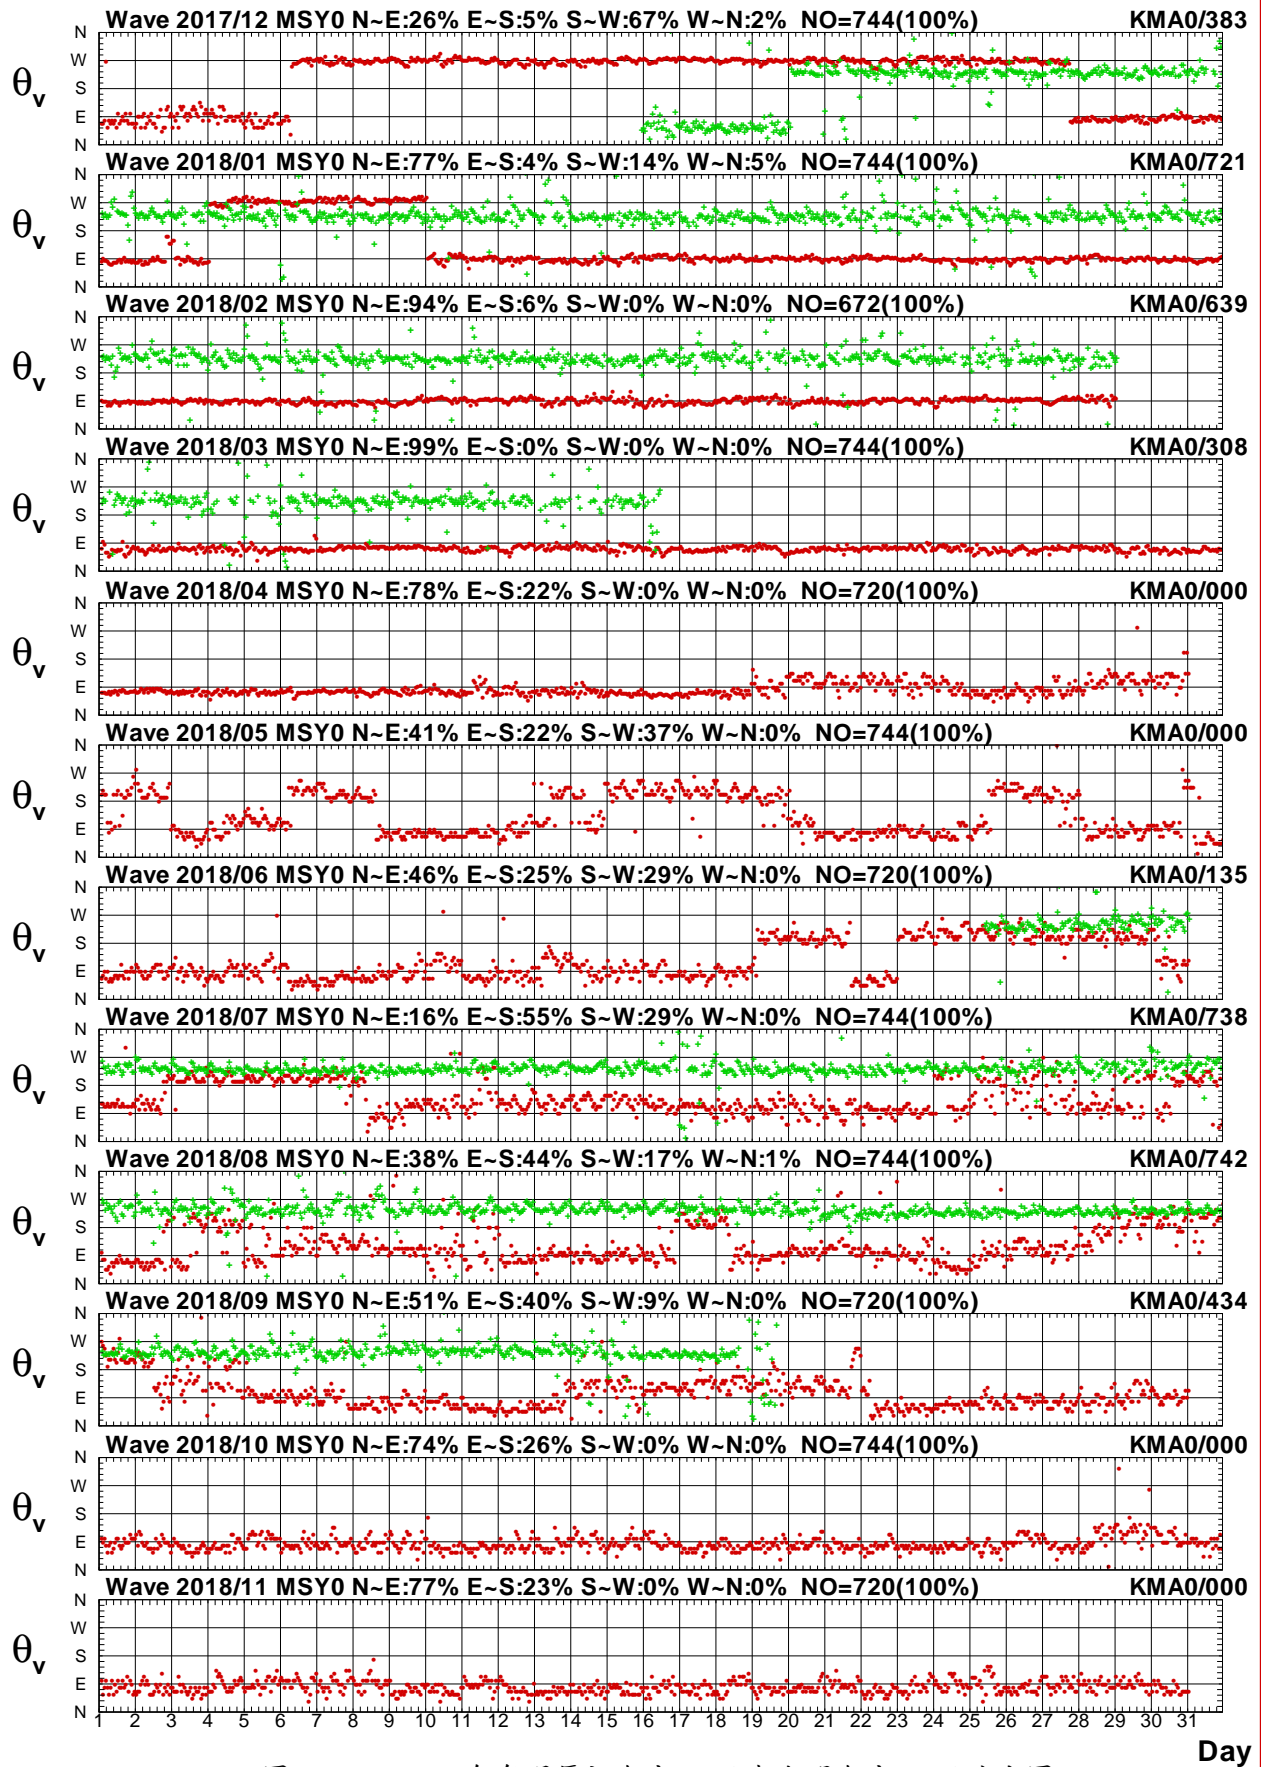 Wave 2017/12 MSY0 N~E:26% E~S:5% S~W:67% W~N:2% NO=744(100%) KMA0/383
N
W
θv
S
E
N
Wave 2018/01 MSY0 N~E:77% E~S:4% S~W:14% W~N:5% NO=744(100%) KMA0/721
N
W
θv
S
E
N
Wave 2018/02 MSY0 N~E:94% E~S:6% S~W:0% W~N:0% NO=672(100%) KMA0/639
N
W
θv
S
E
N
Wave 2018/03 MSY0 N~E:99% E~S:0% S~W:0% W~N:0% NO=744(100%) KMA0/308
N
W
θv
S
E
N
Wave 2018/04 MSY0 N~E:78% E~S:22% S~W:0% W~N:0% NO=720(100%) KMA0/000
N
W
θv
S
E
N
Wave 2018/05 MSY0 N~E:41% E~S:22% S~W:37% W~N:0% NO=744(100%) KMA0/000
N
W
θv
S
E
N
Wave 2018/06 MSY0 N~E:46% E~S:25% S~W:29% W~N:0% NO=720(100%) KMA0/135
N
W
θv
S
E
N
Wave 2018/07 MSY0 N~E:16% E~S:55% S~W:29% W~N:0% NO=744(100%) KMA0/738
N
W
θv
S
E
N
Wave 2018/08 MSY0 N~E:38% E~S:44% S~W:17% W~N:1% NO=744(100%) KMA0/742
N
W
θv
S
E
N
Wave 2018/09 MSY0 N~E:51% E~S:40% S~W:9% W~N:0% NO=720(100%) KMA0/434
N
W
θv
S
E
N
Wave 2018/10 MSY0 N~E:74% E~S:26% S~W:0% W~N:0% NO=744(100%) KMA0/000
N
W
θv
S
E
N
Wave 2018/11 MSY0 N~E:77% E~S:23% S~W:0% W~N:0% NO=720(100%) KMA0/000
N
W
θv
S
E
N
1 2 3 4 5 6 7 8 9 10 11 12 13 14 15 16 17 18 19 20 21 22 23 24 25 26 27 28 29 30 31
Day